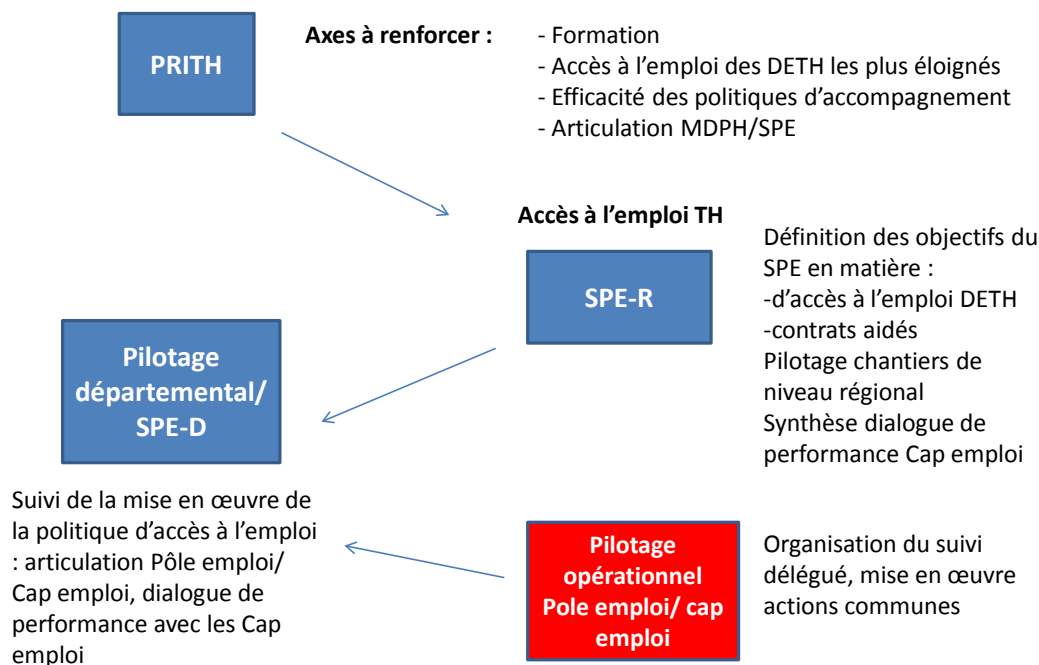 PRITH
Axes à renforcer :
- Formation
- Accès à l’emploi des DETH les plus éloignés
- Efficacité des politiques d’accompagnement
- Articulation MDPH/SPE
Accès à l’emploi TH
SPE-R
Définition des objectifs du
SPE en matière :
-d’accès à l’emploi DETH
-contrats aidés
Pilotage chantiers de
niveau régional
Synthèse dialogue de
performance Cap emploi
Pilotage
départemental/
SPE-D
Suivi de la mise en œuvre de
la politique d’accès à l’emploi
: articulation Pôle emploi/
Cap emploi, dialogue de
performance avec les Cap
emploi
Pilotage
opérationnel
Pole emploi/ cap
emploi
Organisation du suivi
délégué, mise en œuvre
actions communes